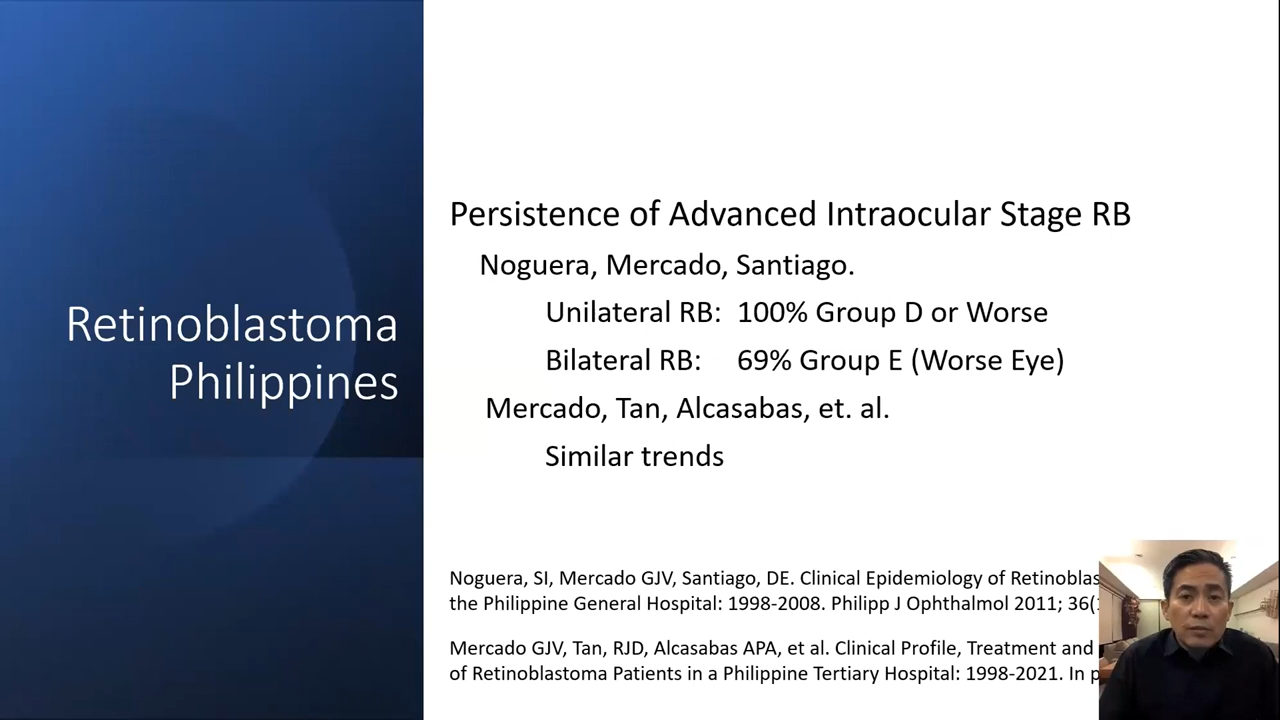 Retinoblastoma
Philippines
Persistence of Advanced Intraocular Stage RB
Noguera, Mercado, Santiago.
Unilateral RB: 100% Group D or Worse
Bilateral RB: 69% Group E (Worse Eye)
Mercado, Tan, Alcasabas, et. al.
Similar trends
Noguera, SI, Mercado GJV, Santiago, DE. Clinical Epidemiology of Retinoblas
the Philippine General Hospital: 1998-2008. Philipp J Ophthalmol 2011; 36(
Mercado GJV, Tan, RJD, Alcasabas APA, et al. Clinical Profile, Treatment and
of Retinoblastoma Patients in a Philippine Tertiary Hospital: 1998-2021. In p